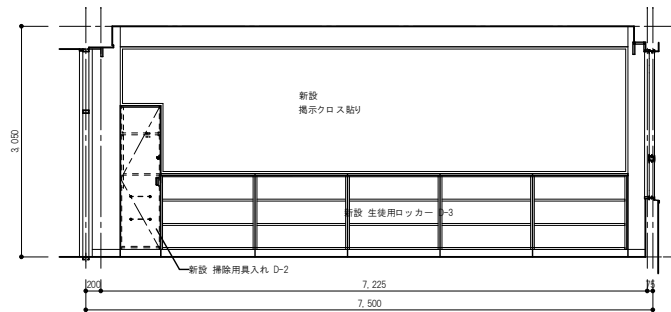 新設
掲示クロス貼り
3,050
新設 生徒用ロッカー D-3
新設 掃除用具入れ D-2
200
7,225
75
7,500